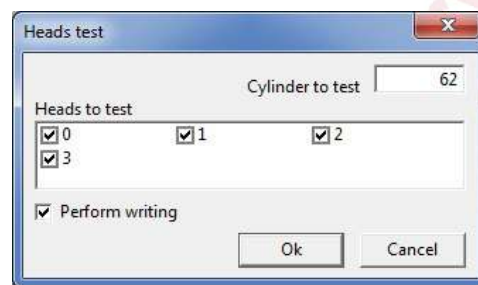 Heads test
Cylinder to test 62
Heads to test
0 1 2
3
Perform writing
Ok Cancel